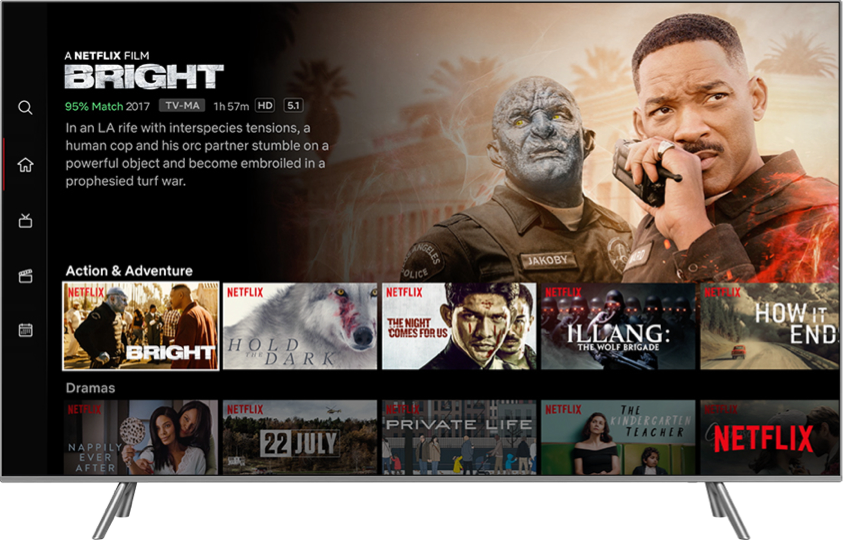 A NETFLIX FILM
BRIGHT
95% Match 2017 TV-MA 1h 57m HD 5.1
In an LA rife with interspecies tensions, a
human cop and his orc partner stumble on a
powerful object and become embroiled in a
prophesied turf war.
ANGELES
POLICE
JAKOBY
Action & Adventure
NETFLIX
BRIGHT
NETFLIX
HOLD
THE
DARK
NETFLIX
THE NIGHT
COMES FOR US
NETFLIX
ILLANG:
THE WOLF BRIGADE
NETFLIX
HOW IT
END
Dramas
NETFLIX
NAPPILY
EVER
AFTER
NETFLIX
22 JULY
NETFLIX
PRIVATE LIFE
NETFLIX
THE
KINDERGARTEN
TEACHER
NETFLIX
NETFLIX